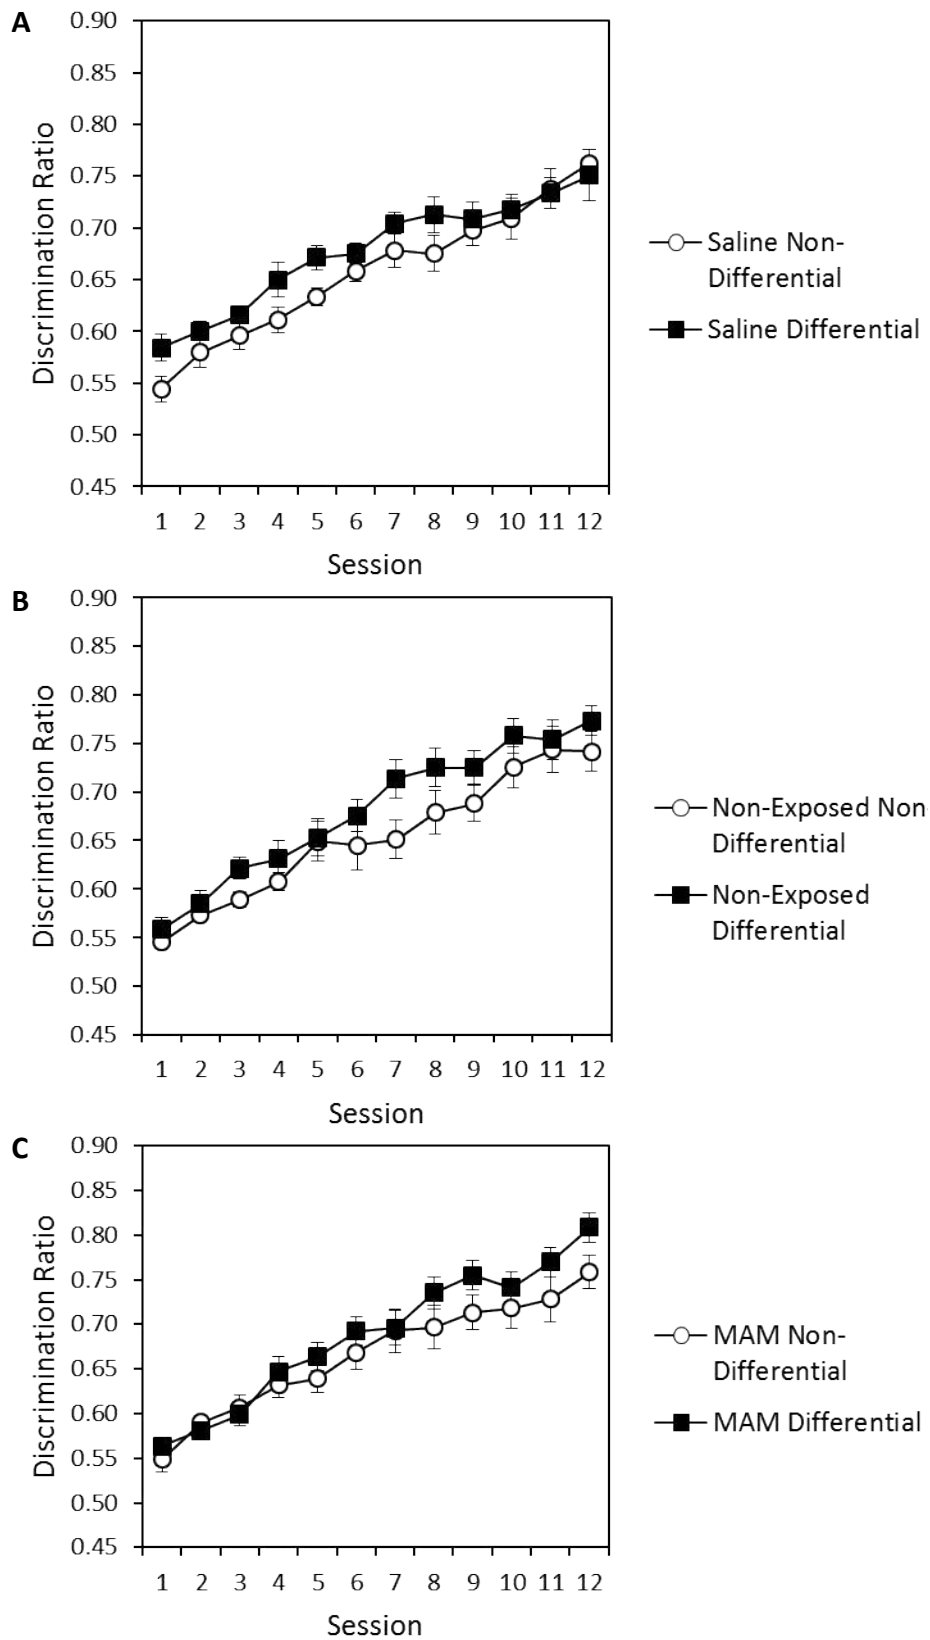 A
0.90
0.85
0.80
0.75
0.70
0.65
0.60
0.55
0.50
0.45
Discrimination Ratio
1 2 3 4 5 6 7 8 9 10 11 12
Session
Saline Non-
Differential
Saline Differential
B
0.90
0.85
0.80
0.75
0.70
0.65
0.60
0.55
0.50
0.45
Discrimination Ratio
1 2 3 4 5 6 7 8 9 10 11 12
Session
Non-Exposed Non-
Differential
Non-Exposed
Differential
C
0.90
0.85
0.80
0.75
0.70
0.65
0.60
0.55
0.50
0.45
Discrimination Ratio
1 2 3 4 5 6 7 8 9 10 11 12
Session
MAM Non-
Differential
MAM Differential